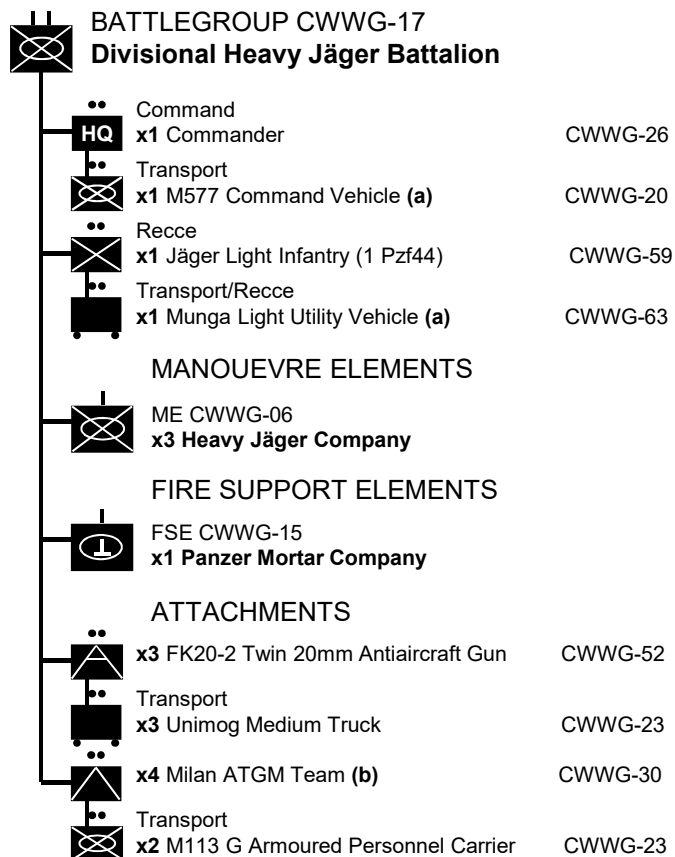 BATTLEGROUP CWWG-17
Divisional Heavy Jäger Battalion
Command
HQ x1 Commander CWWG-26
Transport
x1 M577 Command Vehicle (a) CWWG-20
Recce
x1 Jäger Light Infantry (1 Pzf44) CWWG-59
Transport/Recce
x1 Munga Light Utility Vehicle (a) CWWG-63
MANOUEVRE ELEMENTS
ME CWWG-06
x3 Heavy Jäger Company
FIRE SUPPORT ELEMENTS
FSE CWWG-15
x1 Panzer Mortar Company
ATTACHMENTS
x3 FK20-2 Twin 20mm Antiaircraft Gun CWWG-52
Transport
x3 Unimog Medium Truck CWWG-23
x4 Milan ATGM Team (b) CWWG-30
Transport
x2 M113 G Armoured Personnel Carrier CWWG-23